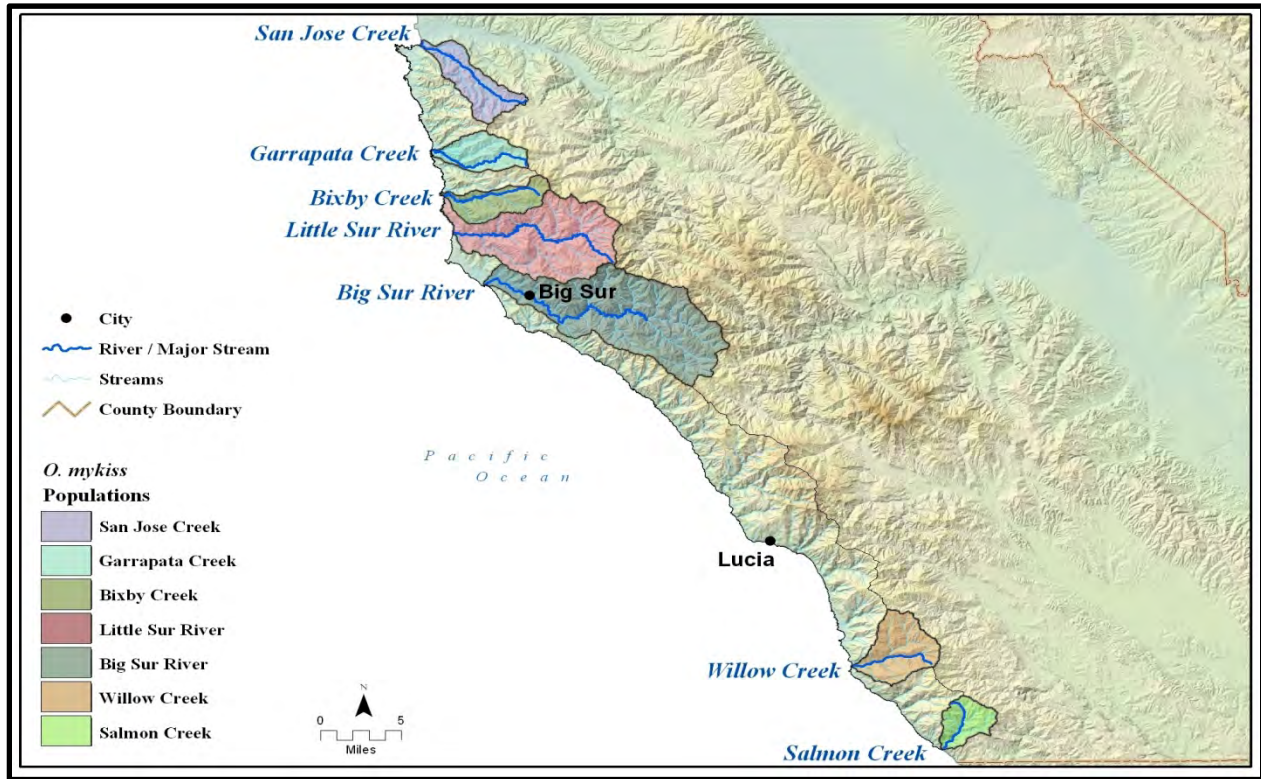 San Jose Creek
Garrapata Creek
Bixby Creek
Little Sur River
Big Sur River
Big Sur
City
River / Major Stream
Streams
County Boundary
Pacific
Ocean
O. mykiss
Populations
San Jose Creek
Garrapata Creek
Bixby Creek
Little Sur River
Big Sur River
Willow Creek
Salmon Creek
N
0 5
Miles
Lucia
Willow Creek
Salmon Creek